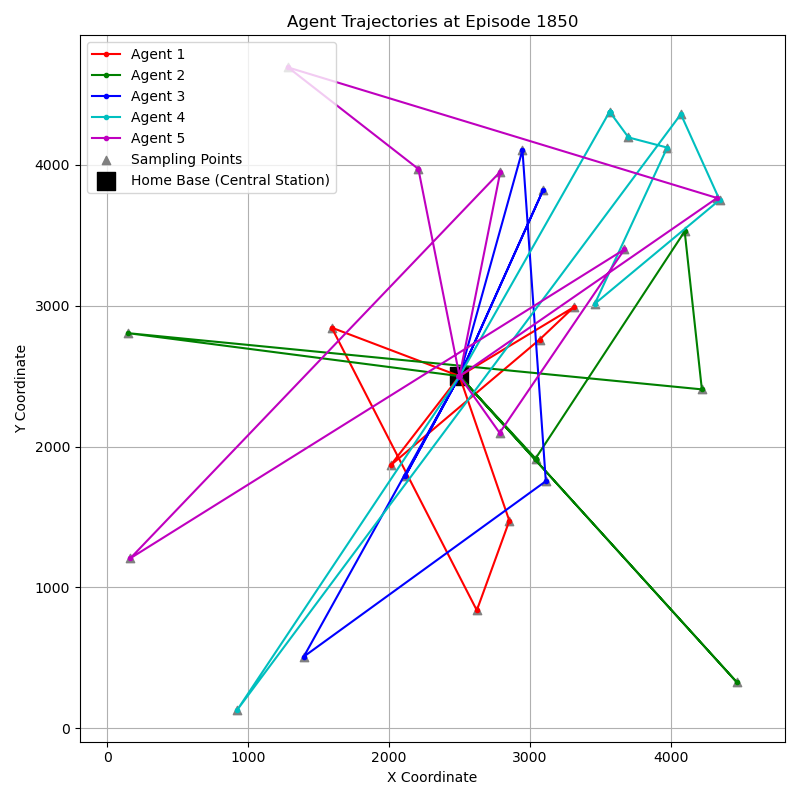 Agent Trajectories at Episode 1850
Agent 1
Agent 2
Agent 3
Agent 4
Agent 5
Sampling Points
Home Base (Central Station)
Y Coordinate
4000
3000
2000
1000
0
0 1000 2000 3000 4000
X Coordinate